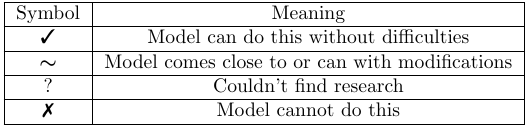 Symbol Meaning
✓ Model can do this without difficulties
∼ Model comes close to or can with modifications
? Couldn't find research
✗ Model cannot do this